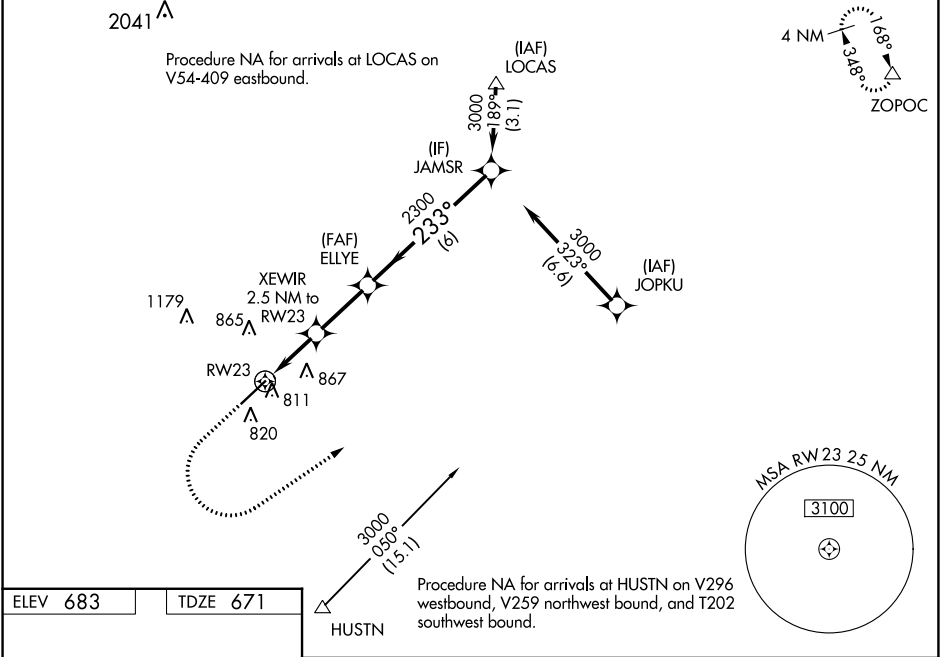 2041
Procedure NA for arrivals at LOCAS on
V54-409 eastbound.
(IAF)
LOCAS
3000
189°
(3.1)
4 NM
168°
348°
ZOPOC
(IF)
JAMSR
2300
233°
(6)
(FAF)
ELLYE
3000
323°
(6.6)
(IAF)
JOPKU
XEWIR
2.5 NM to
RW23
1179
865
RW23
867
811
820
MSA RW23 25 NM
3100
3000
050°
(15.1)
HUSTN
Procedure NA for arrivals at HUSTN on V296
westbound, V259 northwest bound, and T202
southwest bound.
ELEV 683
TDZE 671